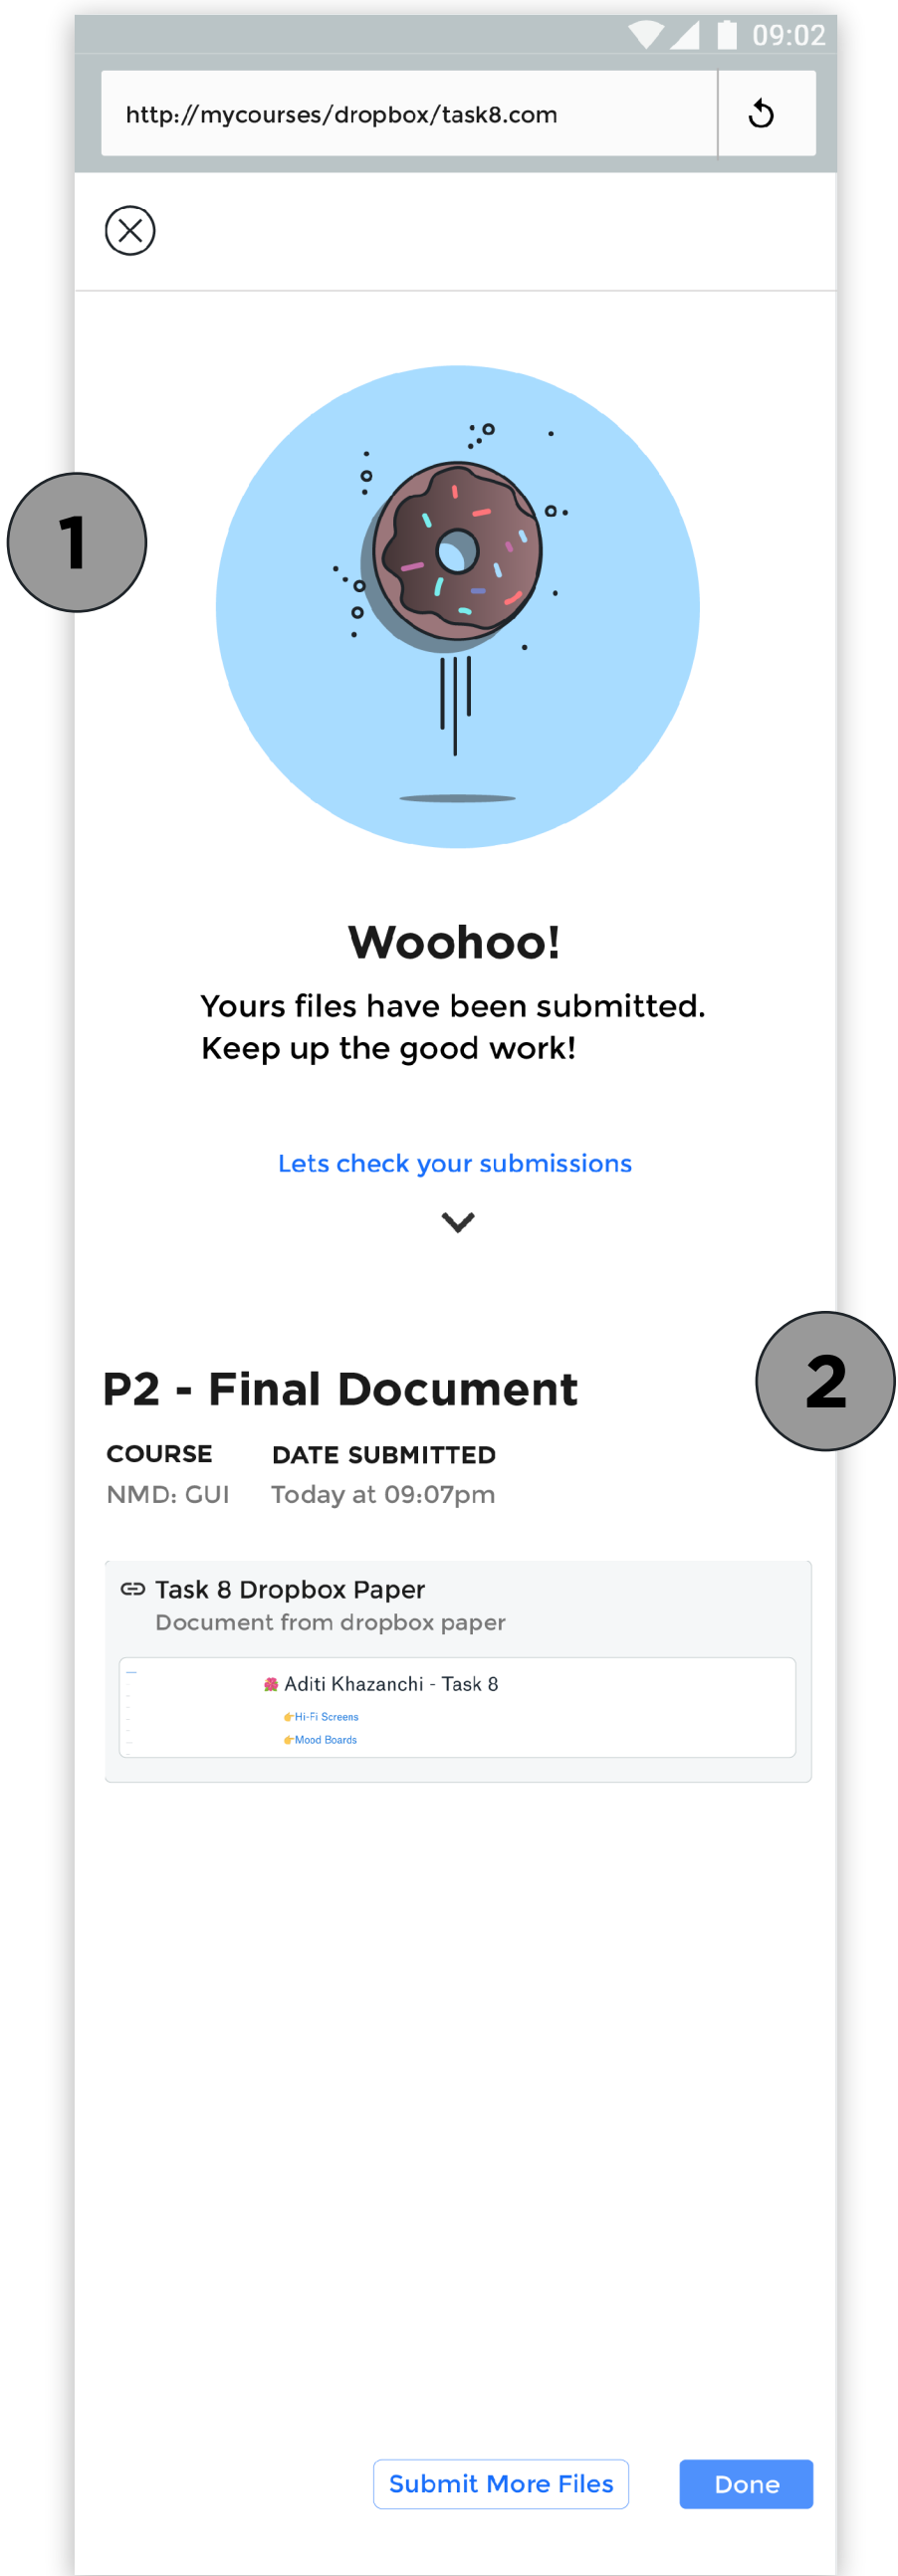 09:02
http://mycourses/dropbox/task8.com
1
Woohoo!
Yours files have been submitted.
Keep up the good work!
Lets check your submissions
2
P2 - Final Document
COURSE DATE SUBMITTED
NMD: GUI Today at 09:07pm
Task 8 Dropbox Paper
Document from dropbox paper
🌺 Aditi Khazanchi - Task 8
👉Hi-Fi Screens
👉Mood Boards
Submit More Files Done